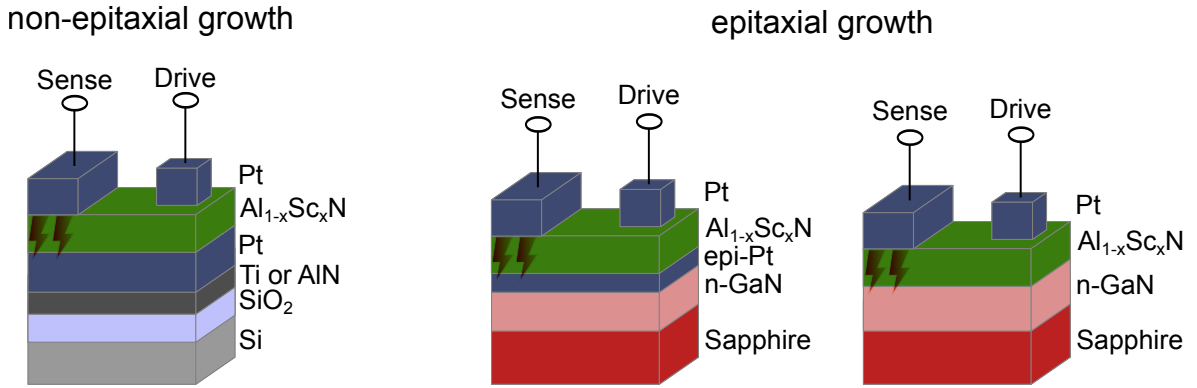 non-epitaxial growth
epitaxial growth
Sense
Drive
Pt
Al₁₋ₓScₓN
Pt
Ti or AlN
SiO₂
Si
Sense
Drive
Pt
Al₁₋ₓScₓN
epi-Pt
n-GaN
Sapphire
Sense
Drive
Pt
Al₁₋ₓScₓN
n-GaN
Sapphire